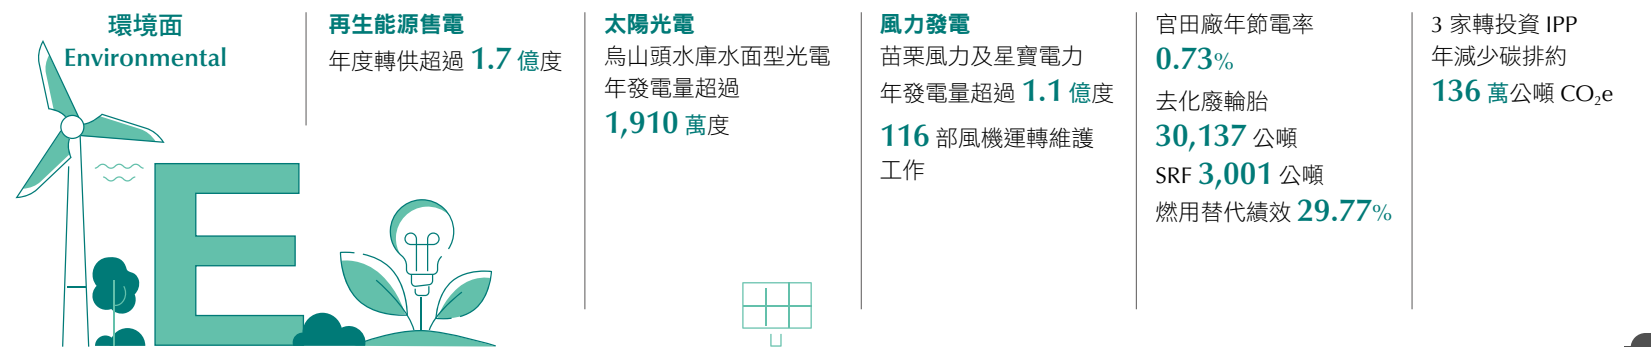 環境面
Environmental
再生能源售電
年度轉供超過 1.7 億度
太陽光電
烏山頭水庫水面型光電
年發電量超過
1,910 萬度
風力發電
苗栗風力及星寶電力
年發電量超過 1.1 億度
116 部風機運轉維護
工作
官田廠年節電率
0.73%
去化廢輪胎
30,137 公噸
SRF 3,001 公噸
燃用替代績效 29.77%
3 家轉投資 IPP
年減少碳排約
136 萬公噸 CO₂e